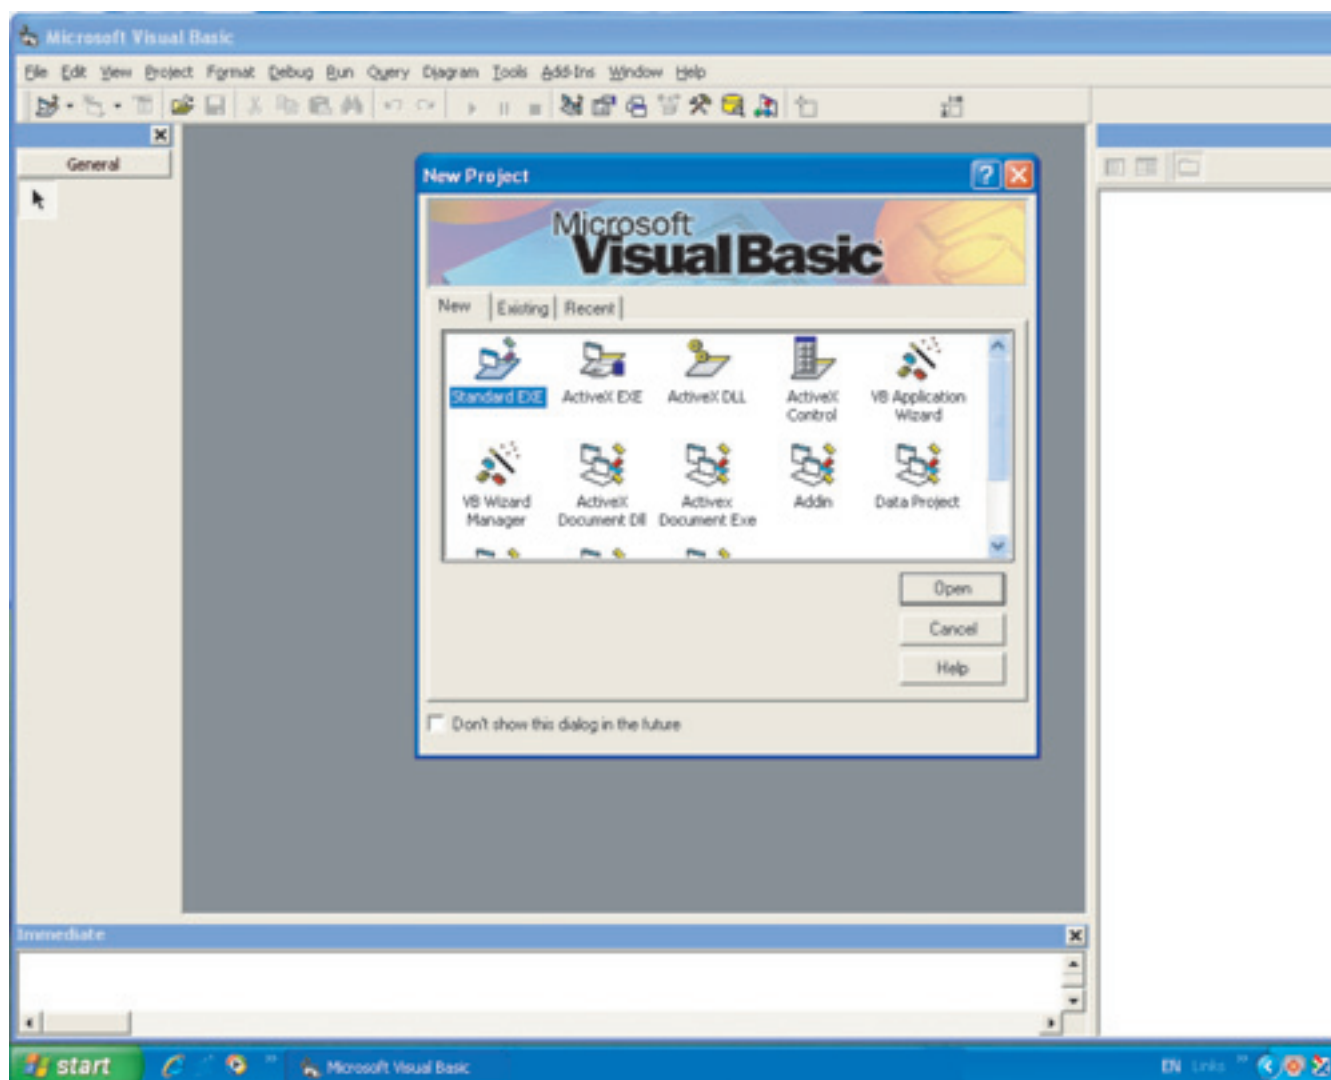 Microsoft Visual Basic
File Edit View Project Format Debug Run Query Diagram Tools Add-Ins Window Help
General
New Project
Microsoft
Visual Basic
New Existing Recent
Standard EXE ActiveX EXE ActiveX DLL ActiveX Control VB Application Wizard
VB Wizard Manager ActiveX Document Dll Activex Document Exe Addin Data Project
Open
Cancel
Help
Don't show this dialog in the future
Immediate
start Microsoft Visual Basic EN Links